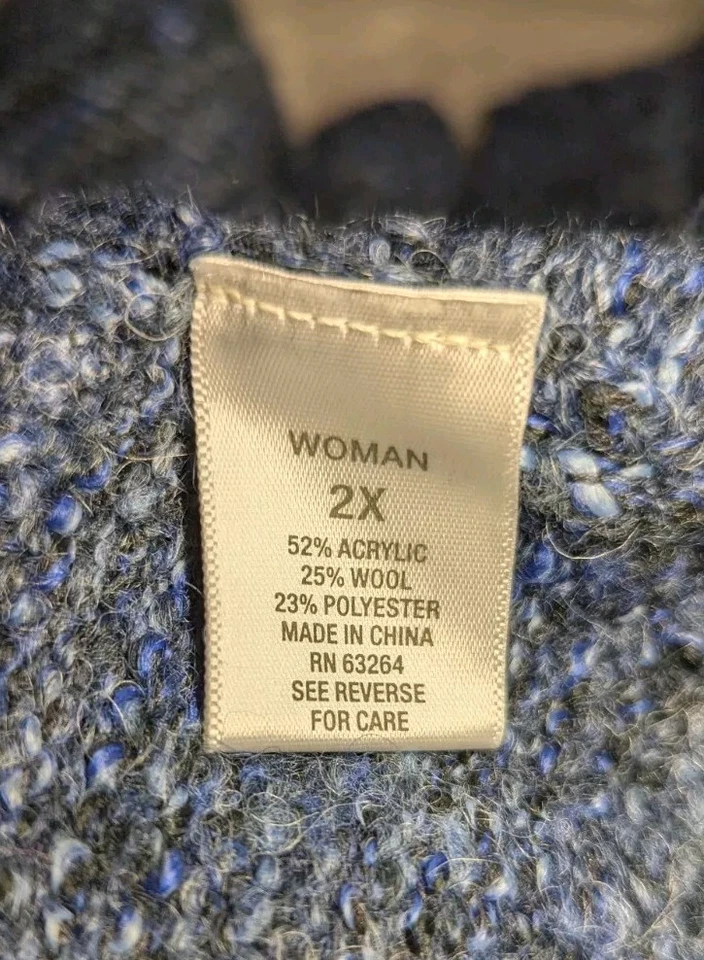 WOMAN
2X
52% ACRYLIC
25% WOOL
23% POLYESTER
MADE IN CHINA
RN 63264
SEE REVERSE
FOR CARE